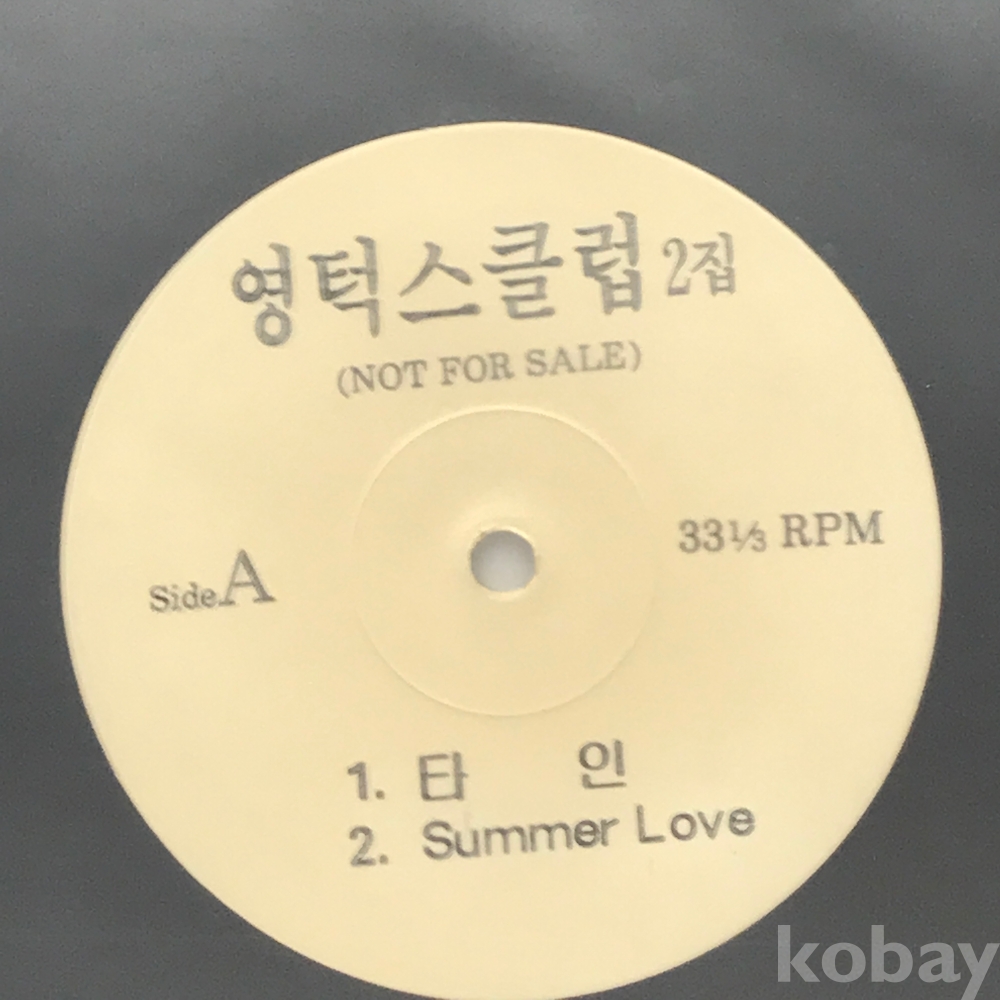 영턱스클럽 2집
(NOT FOR SALE)
Side A
33⅓ RPM
1. 타 인
2. Summer Love
kobay